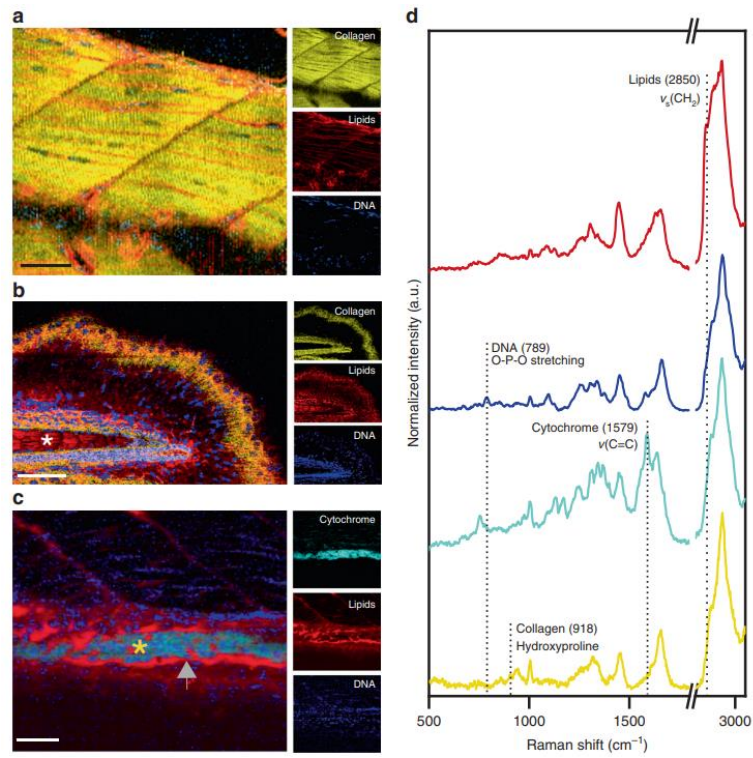 a
Collagen
Lipids
DNA
b
Collagen
Lipids
DNA
*
c
Cytochrome
Lipids
DNA
*
d
Normalized intensity (a.u.)
Lipids (2850)
νs(CH2)
DNA (789)
O-P-O stretching
Cytochrome (1579)
ν(C=C)
Collagen (918)
Hydroxyproline
500 1000 1500 3000
Raman shift (cm⁻¹)